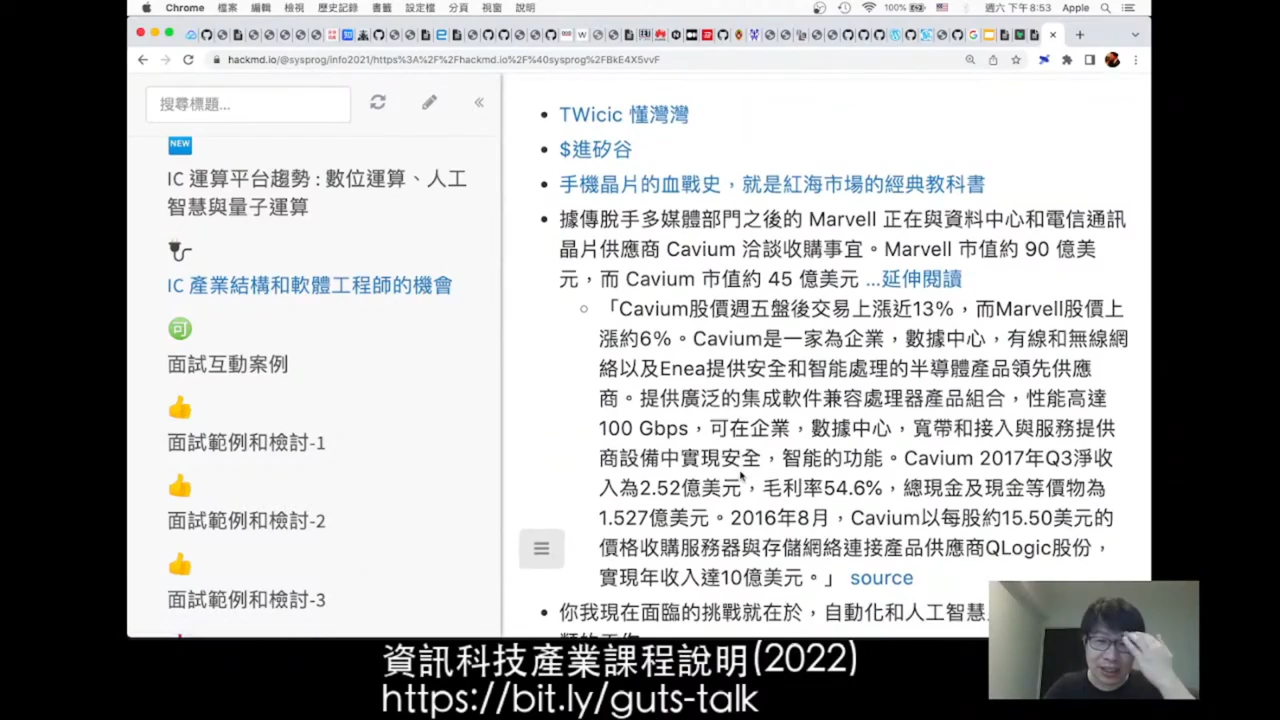 Chrome 檔案 編輯 檢視 歷史記錄 書籤 設定檔 分頁 視窗 說明 100% 週六 下午8:53 Apple
hackmd.io/@sysprog/info2021/https%3A%2F%2Fhackmd.io%2F%40sysprog%2FBkE4X5vvF
搜尋標題...
NEW
IC 運算平台趨勢 : 數位運算、人工
智慧與量子運算
IC 產業結構和軟體工程師的機會
可
面試互動案例
面試範例和檢討-1
面試範例和檢討-2
面試範例和檢討-3
TWicic 懂灣灣
$進矽谷
手機晶片的血戰史，就是紅海市場的經典教科書
據傳脫手多媒體部門之後的 Marvell 正在與資料中心和電信通訊
晶片供應商 Cavium 洽談收購事宜。Marvell 市值約 90 億美
元，而 Cavium 市值約 45 億美元 ...延伸閱讀
「Cavium股價週五盤後交易上漲近13%，而Marvell股價上
漲約6%。Cavium是一家為企業，數據中心，有線和無線網
絡以及Enea提供安全和智能處理的半導體產品領先供應
商。提供廣泛的集成軟件兼容處理器產品組合，性能高達
100 Gbps，可在企業，數據中心，寬帶和接入與服務提供
商設備中實現安全，智能的功能。Cavium 2017年Q3淨收
入為2.52億美元，毛利率54.6%，總現金及現金等價物為
1.527億美元。2016年8月，Cavium以每股約15.50美元的
價格收購服務器與存儲網絡連接產品供應商QLogic股份，
實現年收入達10億美元。」 source
你我現在面臨的挑戰就在於，自動化和人工智慧
資訊科技產業課程說明(2022)
https://bit.ly/guts-talk